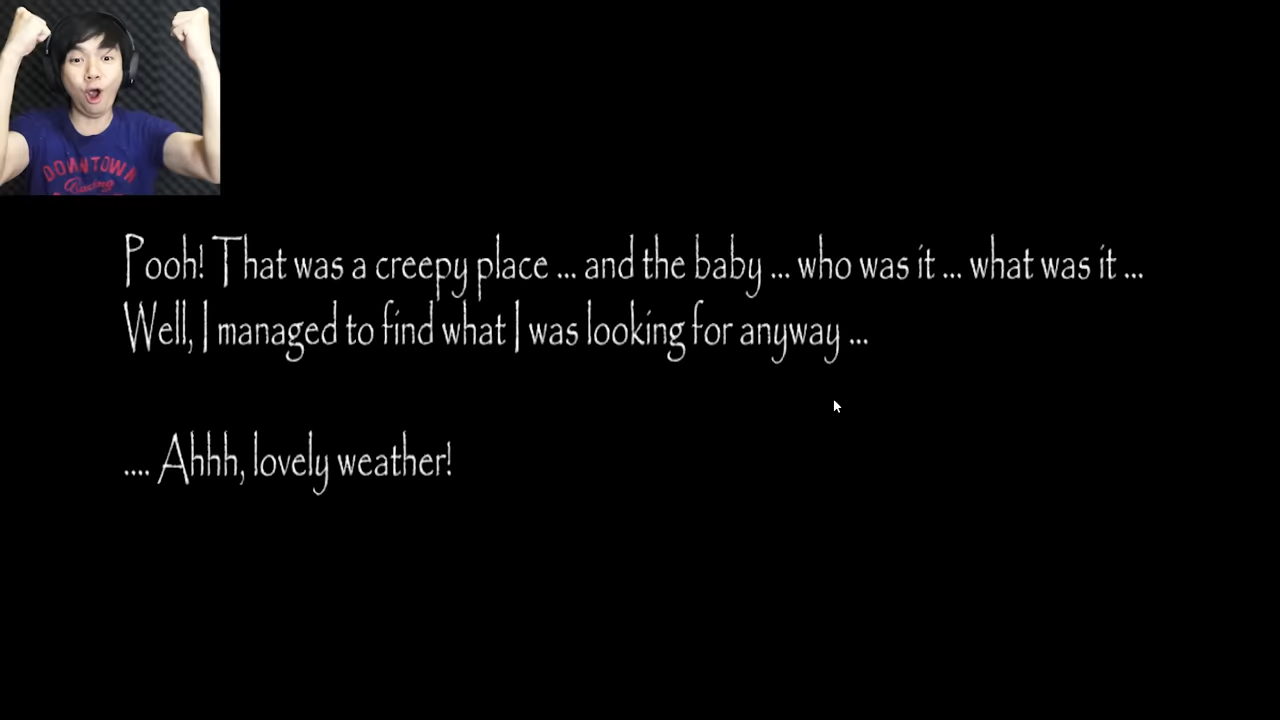 DOWNTOWN
Pooh! That was a creepy place ... and the baby ... who was it ... what was it ...
Well, I managed to find what I was looking for anyway ...
.... Ahhh, lovely weather!